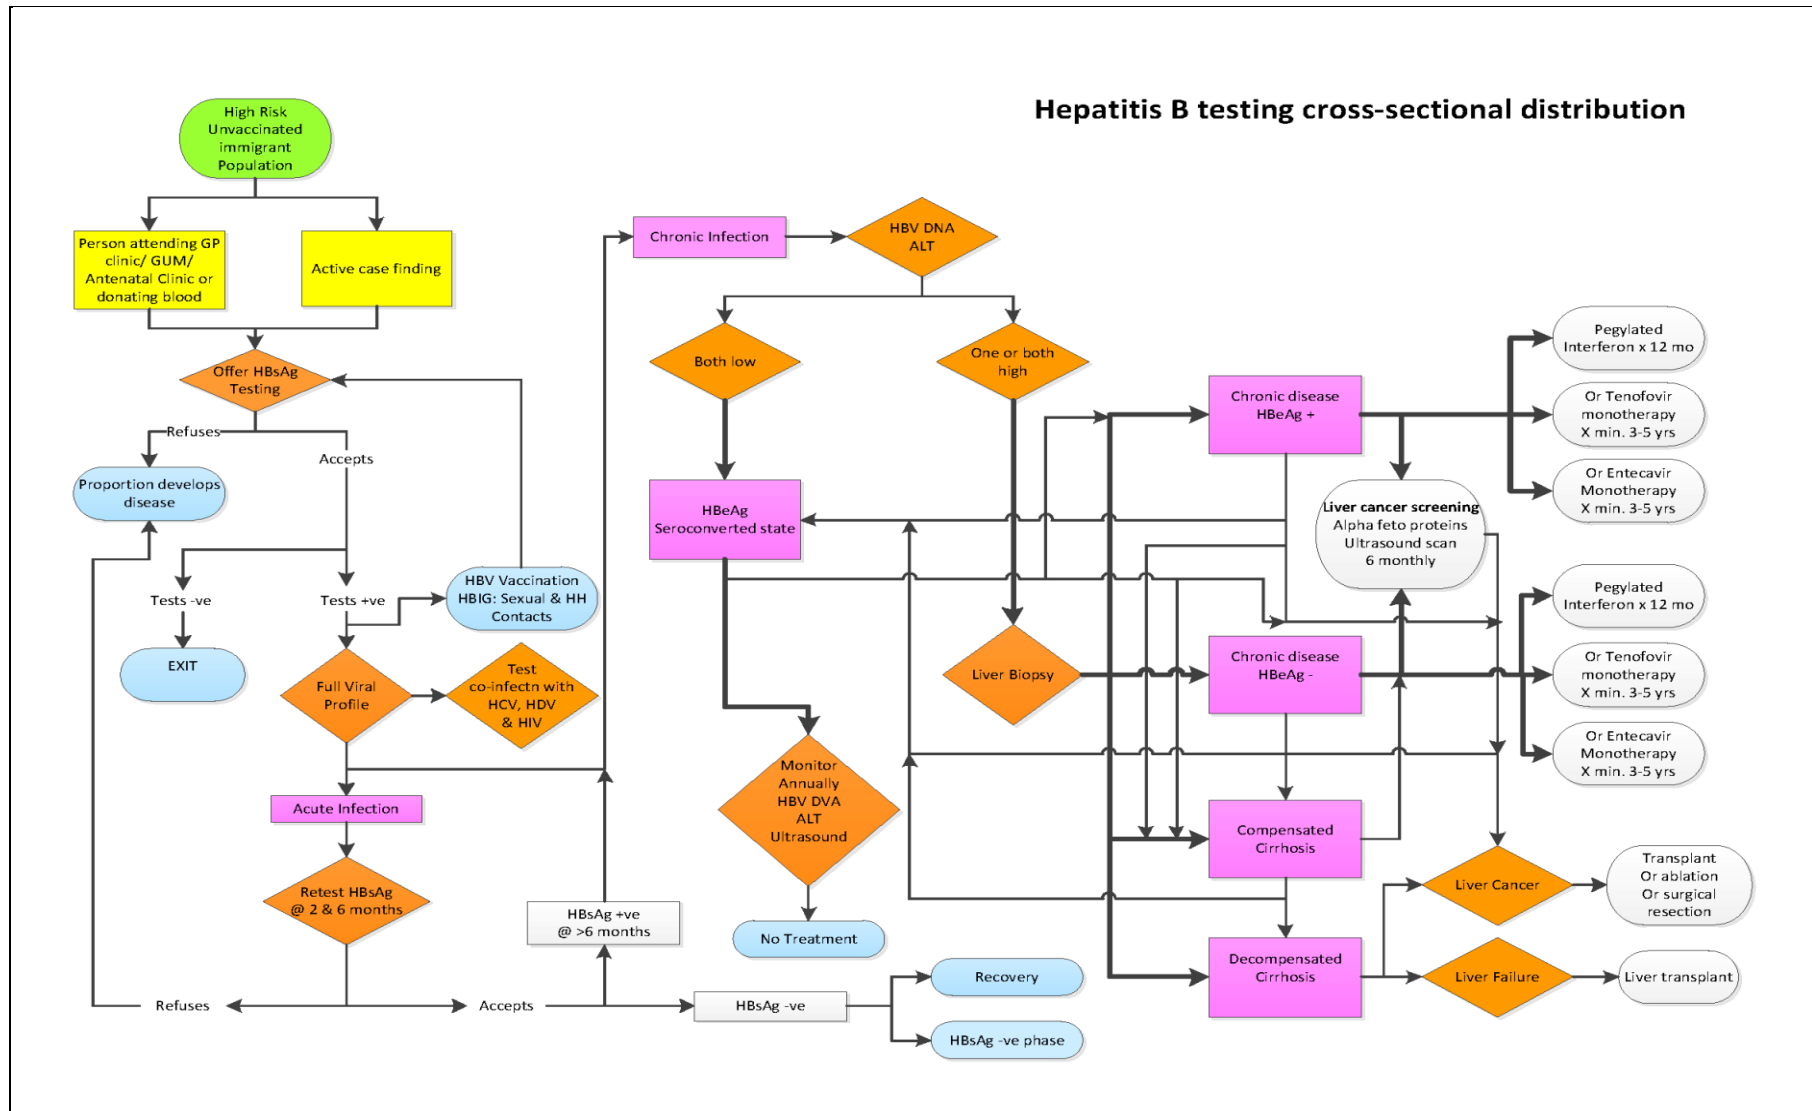 Hepatitis B testing cross-sectional distribution
High Risk
Unvaccinated
immigrant
Population
Person attending GP
clinic/ GUM/
Antenatal Clinic or
donating blood
Active case finding
Offer HBsAg
Testing
Refuses
Accepts
Proportion develops
disease
Tests -ve
Tests +ve
EXIT
HBV Vaccination
HBIG: Sexual & HH
Contacts
Full Viral
Profile
Test
co-infectn with
HCV, HDV
& HIV
Acute Infection
Retest HBsAg
@ 2 & 6 months
Refuses
Accepts
HBsAg +ve
@ >6 months
HBsAg -ve
Recovery
HBsAg -ve phase
Chronic Infection
HBV DNA
ALT
Both low
One or both
high
HBeAg
Seroconverted state
Monitor
Annually
HBV DVA
ALT
Ultrasound
No Treatment
Liver Biopsy
Chronic disease
HBeAg +
Chronic disease
HBeAg -
Compensated
Cirrhosis
Decompensated
Cirrhosis
Liver cancer screening
Alpha feto proteins
Ultrasound scan
6 monthly
Pegylated
Interferon x 12 mo
Or Tenofovir
monotherapy
X min. 3-5 yrs
Or Entecavir
Monotherapy
X min. 3-5 yrs
Pegylated
Interferon x 12 mo
Or Tenofovir
monotherapy
X min. 3-5 yrs
Or Entecavir
Monotherapy
X min. 3-5 yrs
Liver Cancer
Transplant
Or ablation
Or surgical
resection
Liver Failure
Liver transplant